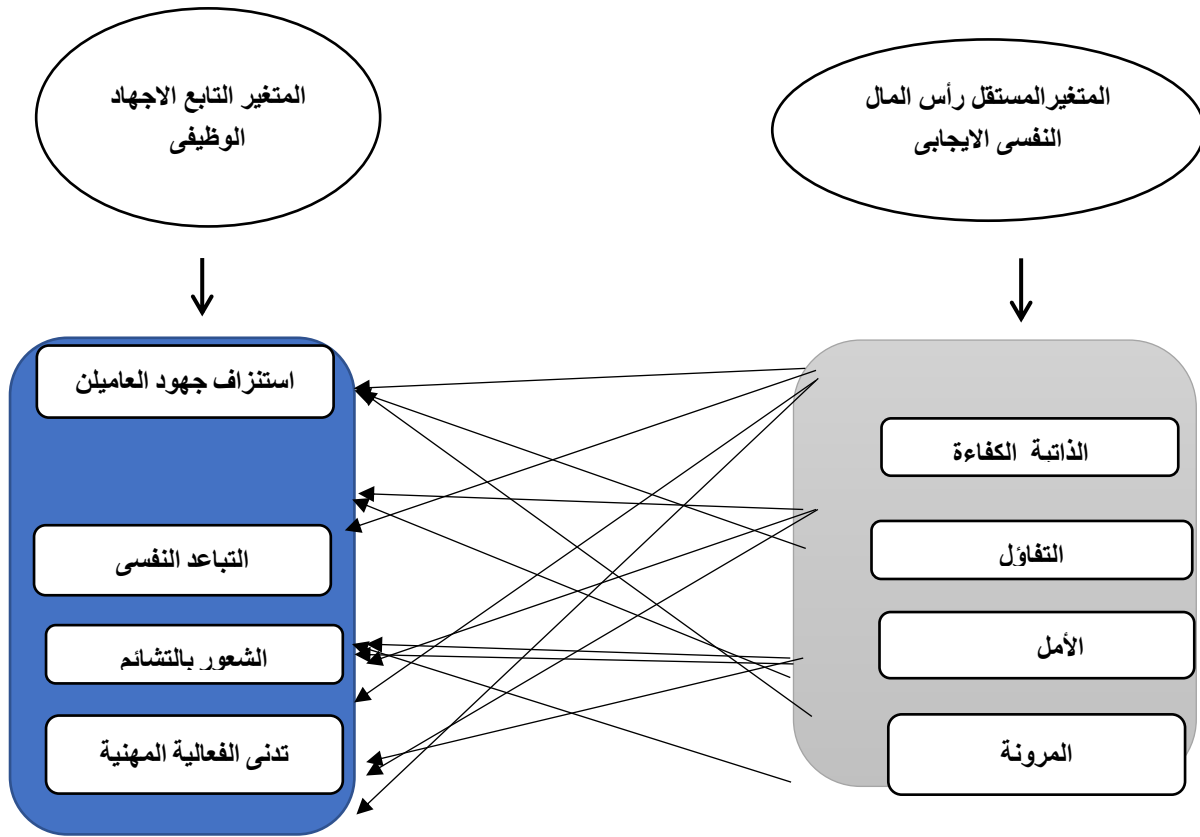 المتغيرالمستقل رأس المال
النفسى الايجابى
المتغير التابع الاجهاد
الوظيفى
الذاتية الكفاءة
التفاؤل
الأمل
المرونة
استنزاف جهود العاميلن
التباعد النفسى
الشعور بالتشائم
تدنى الفعالية المهنية